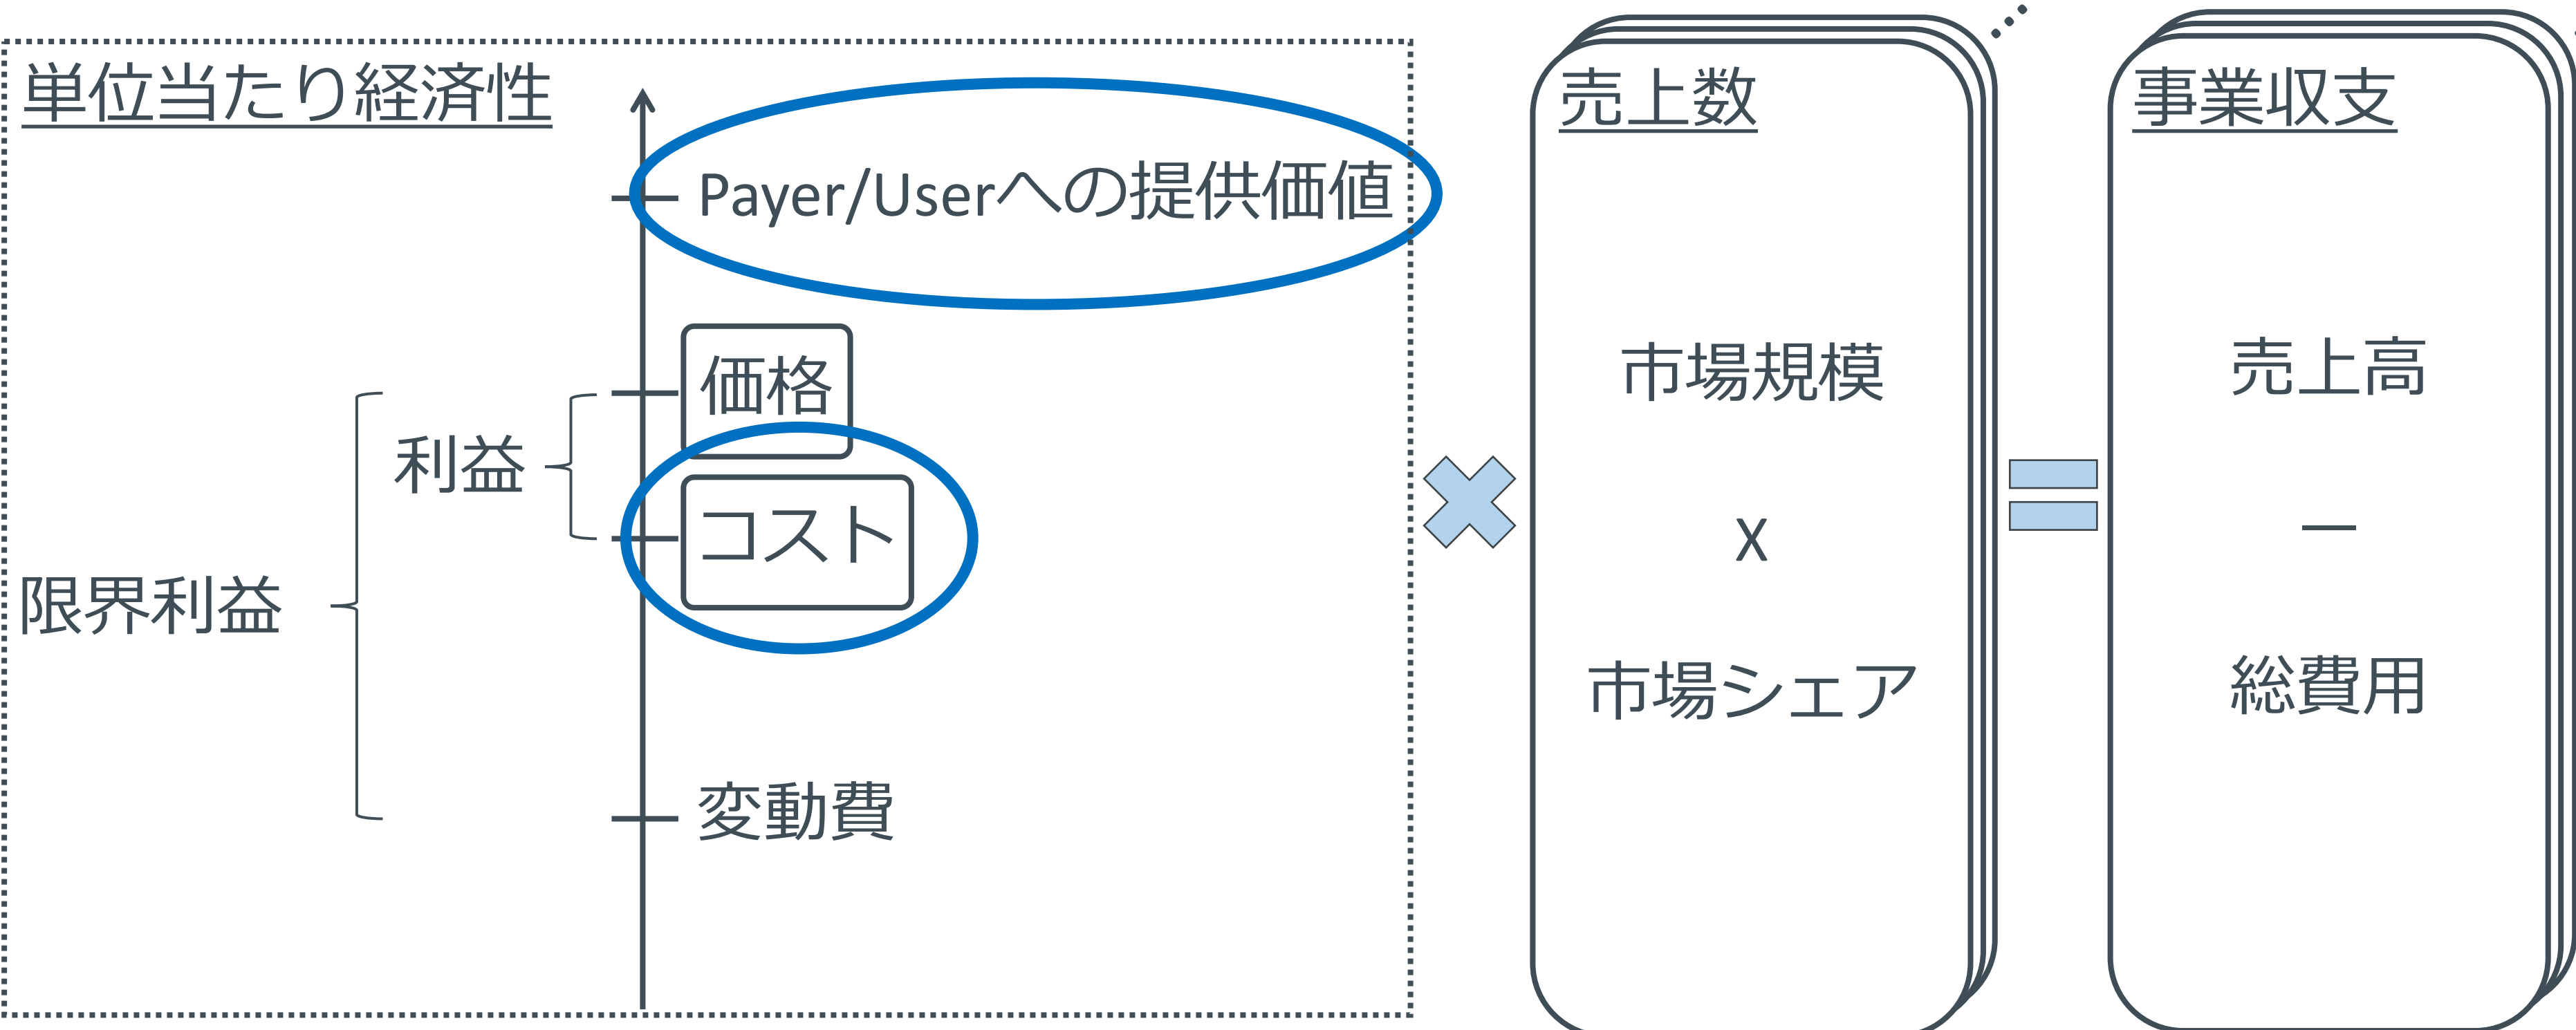 単位当たり経済性
Payer/Userへの提供価値
価格
利益
コスト
限界利益
変動費
売上数
市場規模
x
市場シェア
事業収支
売上高
－
総費用